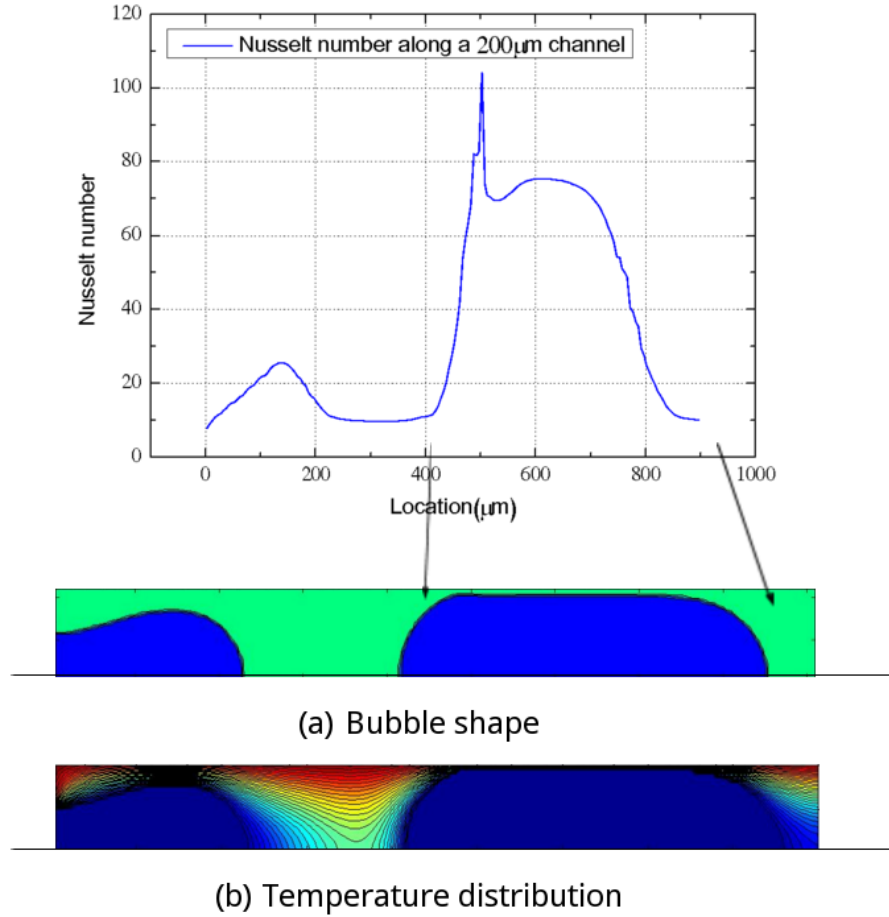 120
Nusselt number along a 200μm channel
100
80
60
40
20
0
Nusselt number
0 200 400 600 800 1000
Location(μm)
(a) Bubble shape
(b) Temperature distribution